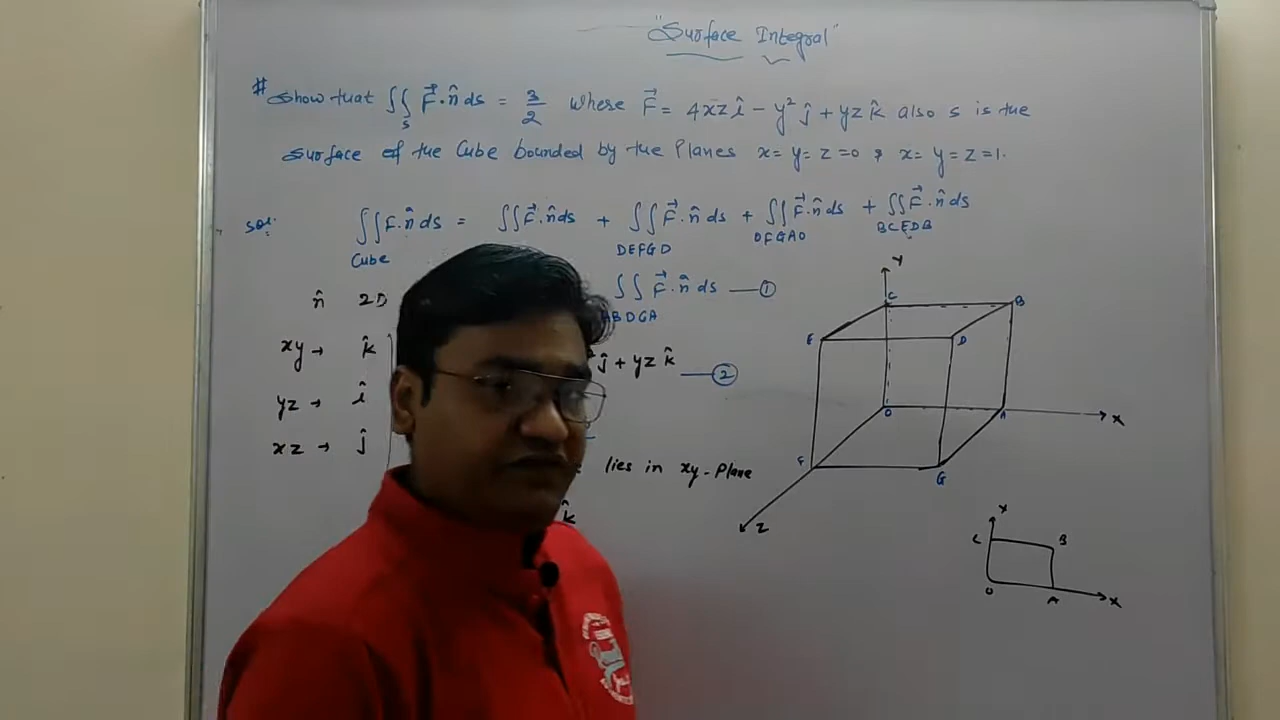 "Surface Integral"
# Show that ∬ₛ F⃗·n̂ ds = 3/2 where F⃗ = 4xz î − y² ĵ + yz k̂ also s is the
surface of the Cube bounded by the Planes x = y = z = 0 & x = y = z = 1.
Sol: ∬ F·n̂ ds = ∬ F⃗·n̂ ds + ∬ F⃗·n̂ ds + ∬ F⃗·n̂ ds + ∬ F⃗·n̂ ds
Cube DEFGD OFGAO BCEDB
∬ F⃗·n̂ ds —— ①
ABDGA
n̂ 2D
xy → k̂
ĵ + yz k̂ —— ②
yz → î
xz → ĵ
lies in xy-Plane
k̂
Y
C B
E D
O A X
F G
Z
Y
C B
O A X